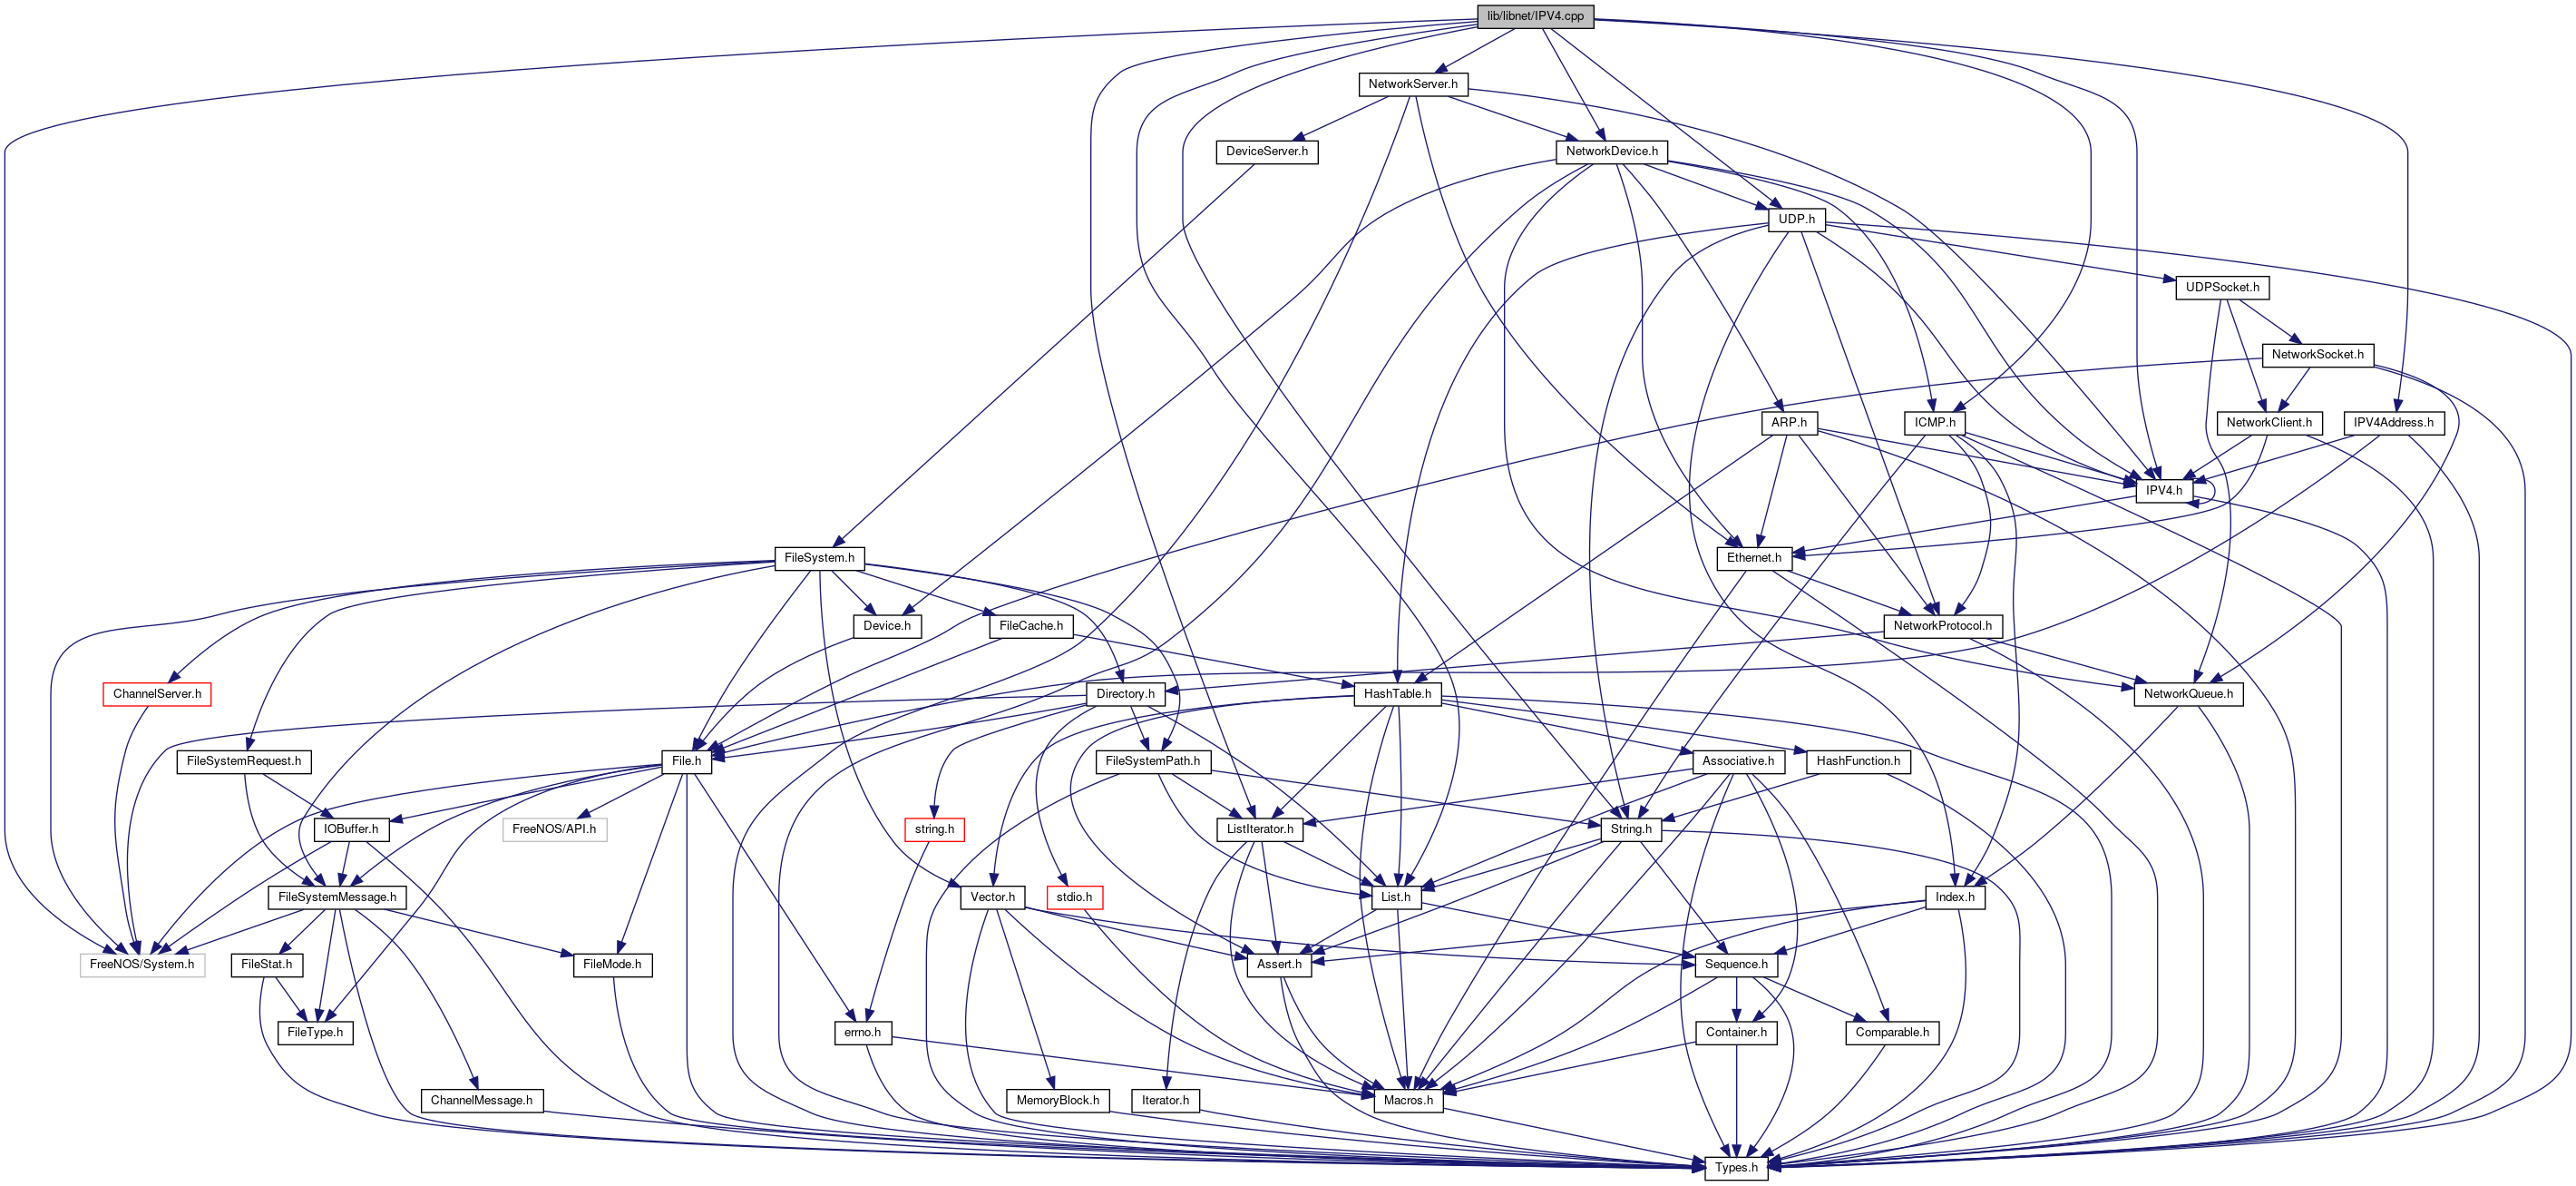 lib/libnet/IPV4.cpp
NetworkServer.h
DeviceServer.h
NetworkDevice.h
UDP.h
UDPSocket.h
NetworkSocket.h
ARP.h
ICMP.h
NetworkClient.h
IPV4Address.h
IPV4.h
FileSystem.h
Ethernet.h
Device.h
FileCache.h
NetworkProtocol.h
ChannelServer.h
Directory.h
HashTable.h
NetworkQueue.h
FileSystemRequest.h
File.h
FileSystemPath.h
Associative.h
HashFunction.h
IOBuffer.h
FreeNOS/API.h
string.h
ListIterator.h
String.h
FileSystemMessage.h
Vector.h
stdio.h
List.h
Index.h
FreeNOS/System.h
FileStat.h
FileMode.h
Assert.h
Sequence.h
FileType.h
errno.h
Container.h
Comparable.h
ChannelMessage.h
MemoryBlock.h
Iterator.h
Macros.h
Types.h